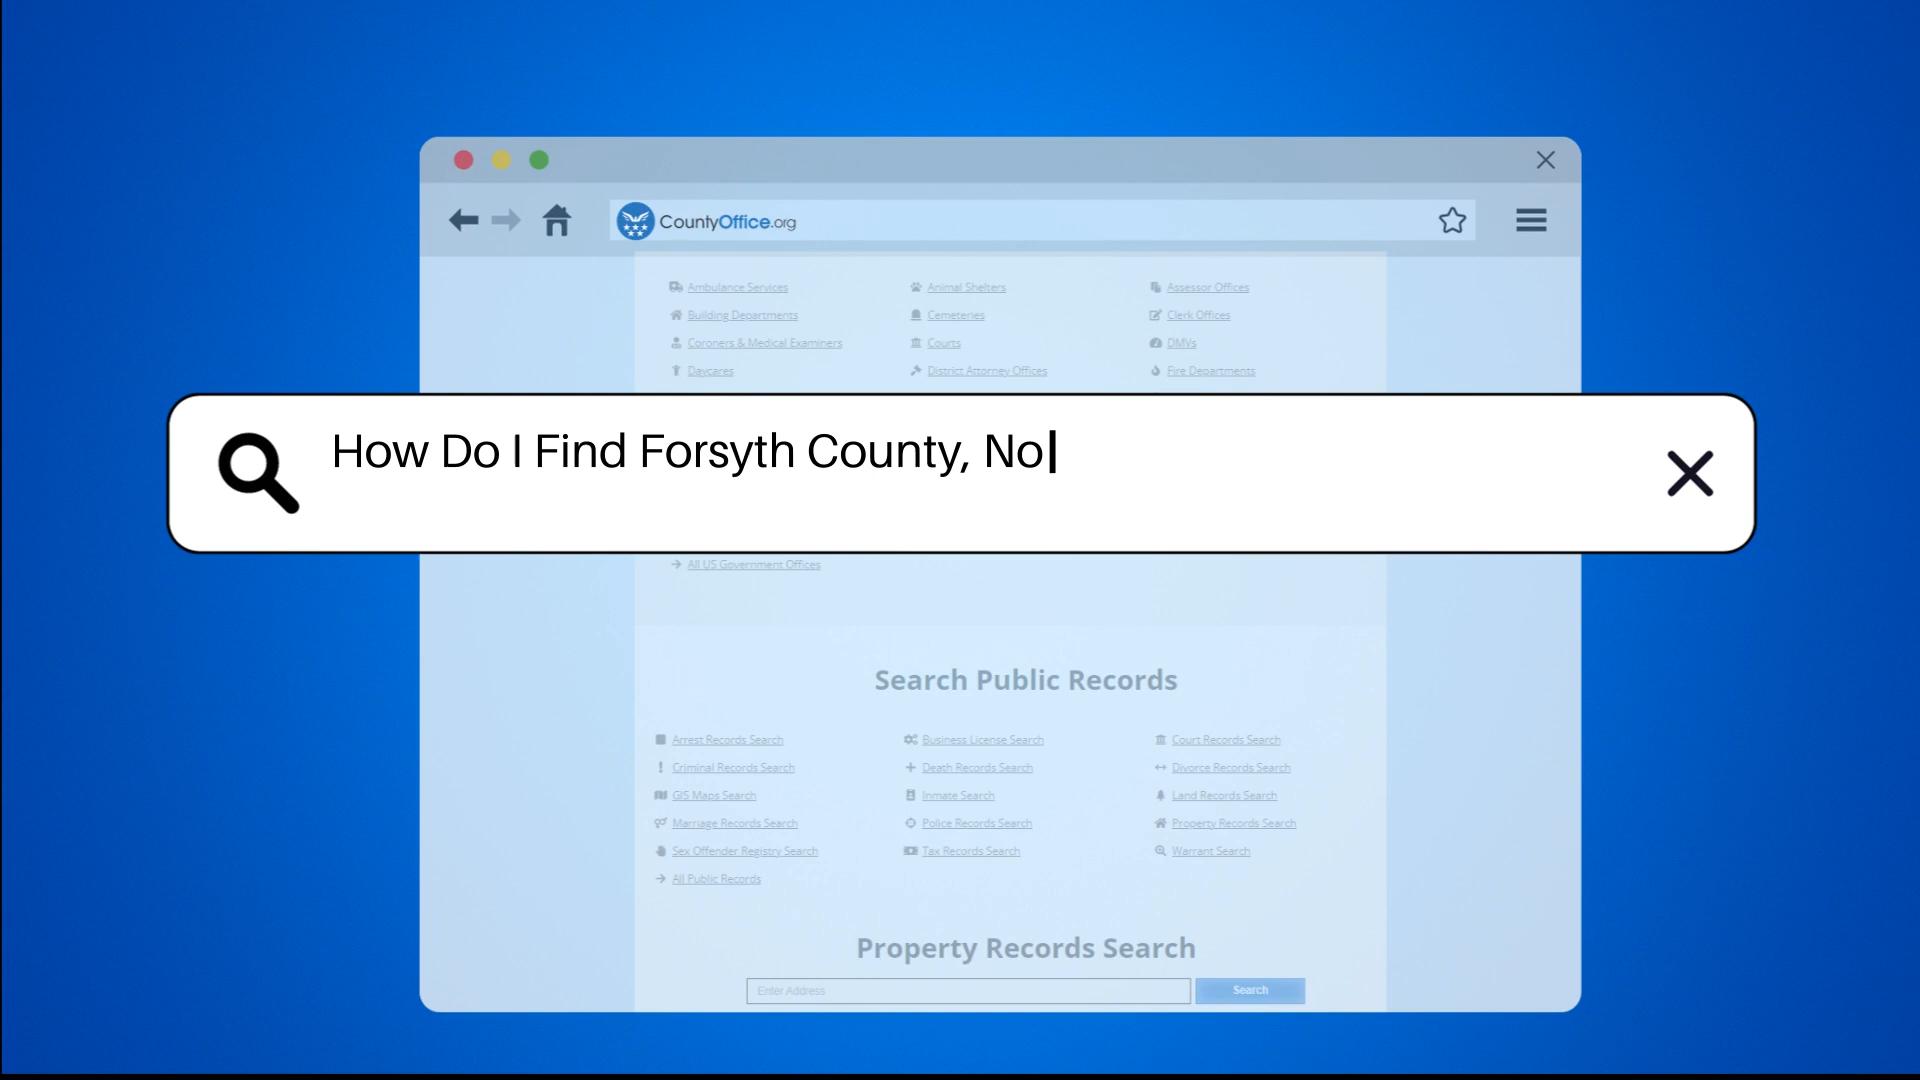 CountyOffice.org
Ambulance Services Animal Shelters Assessor Offices
Building Departments Cemeteries Clerk Offices
Coroners & Medical Examiners Courts DMVs
Daycares District Attorney Offices Fire Departments
How Do I Find Forsyth County, No
All US Government Offices
Search Public Records
Arrest Records Search Business License Search Court Records Search
Criminal Records Search Death Records Search Divorce Records Search
GIS Maps Search Inmate Search Land Records Search
Marriage Records Search Police Records Search Property Records Search
Sex Offender Registry Search Tax Records Search Warrant Search
All Public Records
Property Records Search
Enter Address Search